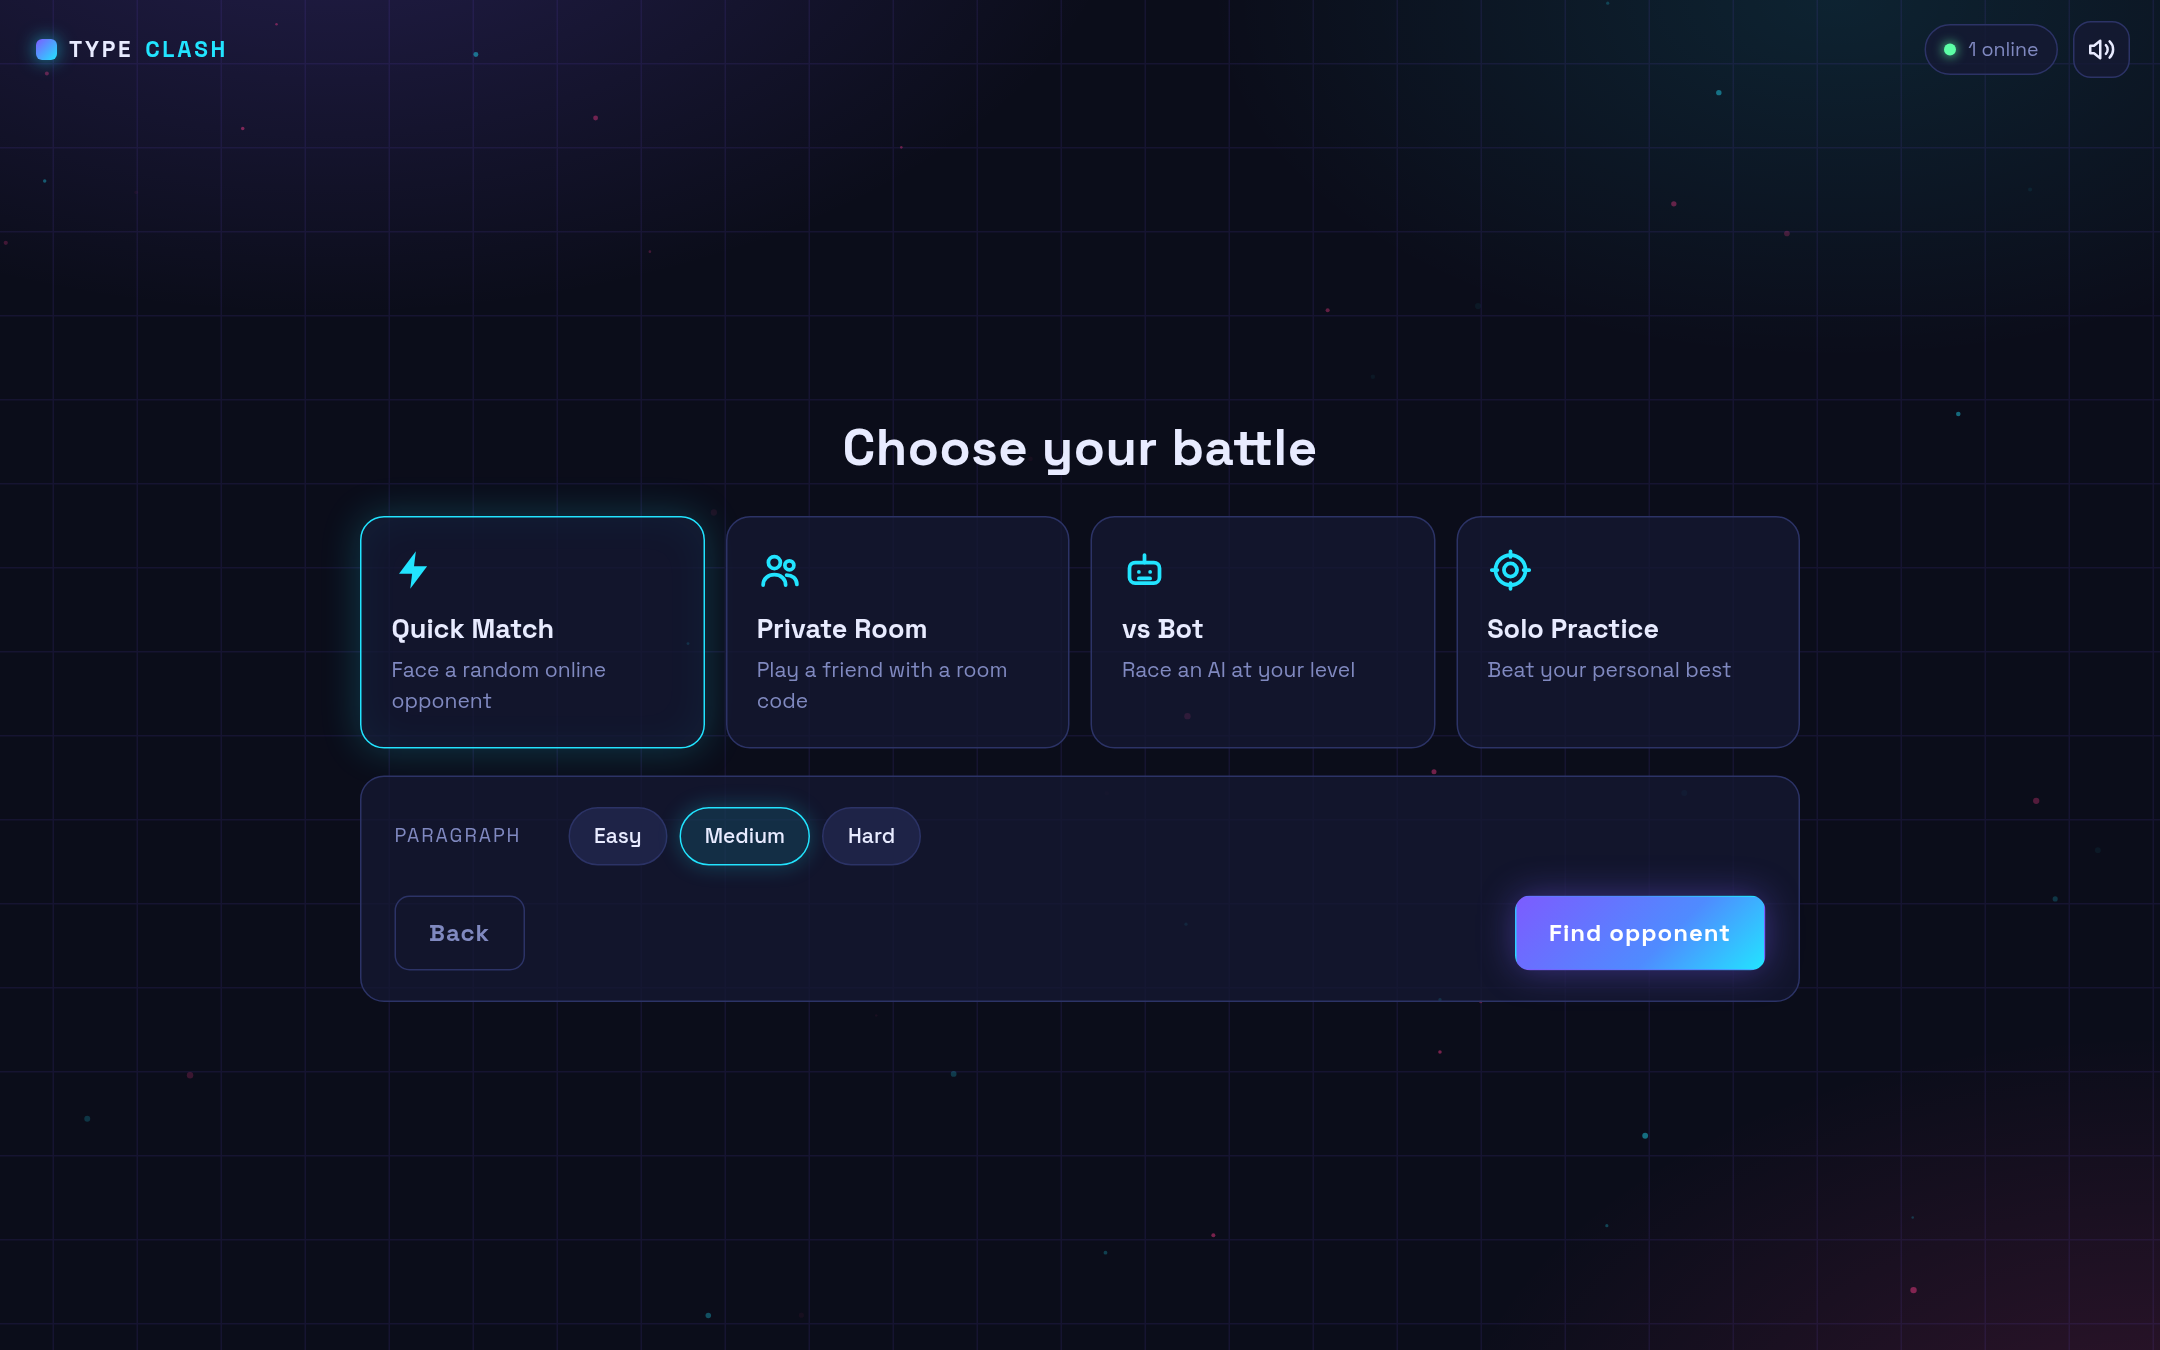 TYPE CLASH
1 online
Choose your battle
Quick Match
Face a random online
opponent
Private Room
Play a friend with a room
code
vs Bot
Race an AI at your level
Solo Practice
Beat your personal best
PARAGRAPH
Easy
Medium
Hard
Back
Find opponent